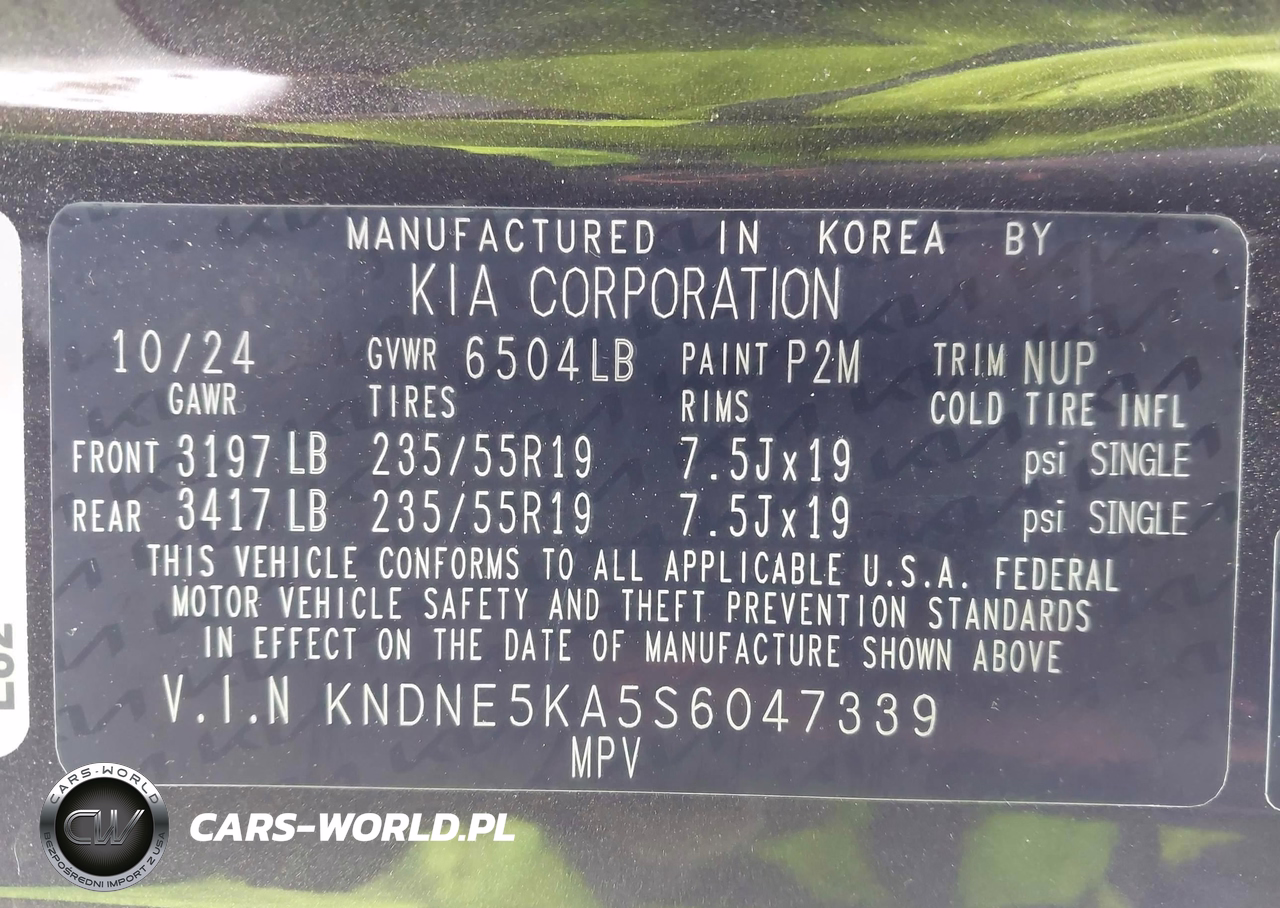 MANUFACTURED IN KOREA BY
KIA CORPORATION
10/24 GVWR 6504LB PAINT P2M TRIM NUP
GAWR TIRES RIMS COLD TIRE INFL
FRONT 3197 LB 235/55R19 7.5Jx19 psi SINGLE
REAR 3417 LB 235/55R19 7.5Jx19 psi SINGLE
THIS VEHICLE CONFORMS TO ALL APPLICABLE U.S.A. FEDERAL
MOTOR VEHICLE SAFETY AND THEFT PREVENTION STANDARDS
IN EFFECT ON THE DATE OF MANUFACTURE SHOWN ABOVE
V.I.N KNDNE5KA5S6047339
MPV
CARS-WORLD
CW
BEZPOŚREDNI IMPORT Z USA
CARS-WORLD.PL